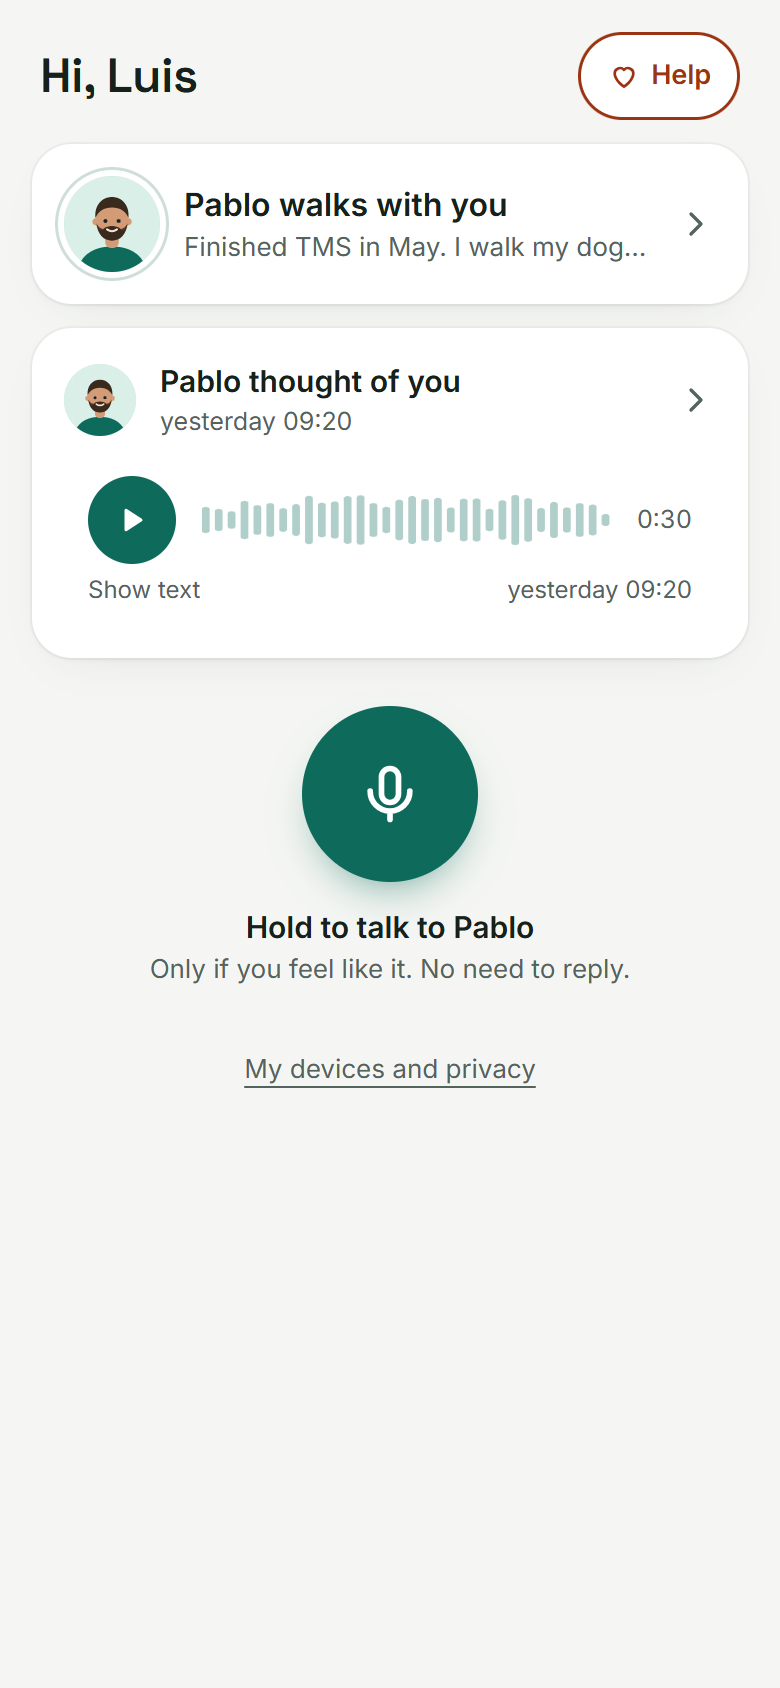 Hi, Luis
Help
Pablo walks with you
Finished TMS in May. I walk my dog...
Pablo thought of you
yesterday 09:20
0:30
Show text
yesterday 09:20
Hold to talk to Pablo
Only if you feel like it. No need to reply.
My devices and privacy